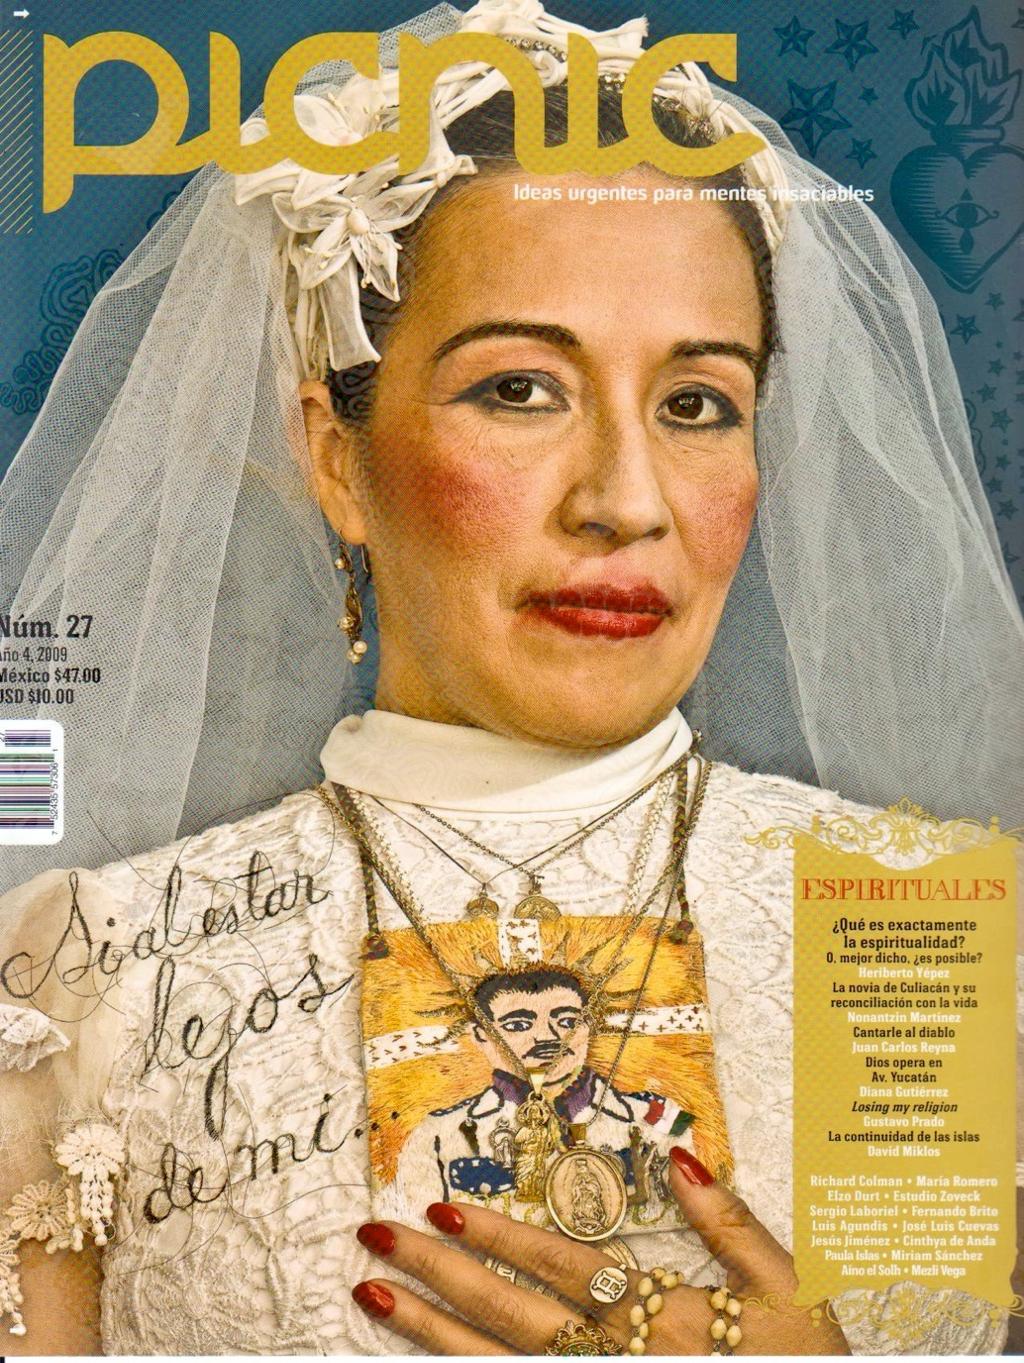 picnic
Ideas urgentes para mentes insaciables
Núm. 27
Año 4, 2009
México $47.00
USD $10.00
27
7 52435 57306 1
Si al estar
lejos
de mi...
ESPIRITUALES
¿Qué es exactamente
la espiritualidad?
O, mejor dicho, ¿es posible?
Heriberto Yépez
La novia de Culiacán y su
reconciliación con la vida
Nonantzin Martínez
Cantarle al diablo
Juan Carlos Reyna
Dios opera en
Av. Yucatán
Diana Gutiérrez
Losing my religion
Gustavo Prado
La continuidad de las islas
David Miklos
Richard Colman • María Romero
Elzo Durt • Estudio Zoveck
Sergio Laboriel • Fernando Brito
Luis Agundis • José Luis Cuevas
Jesús Jiménez • Cinthya de Anda
Paula Islas • Miriam Sánchez
Aino el Solh • Mezli Vega